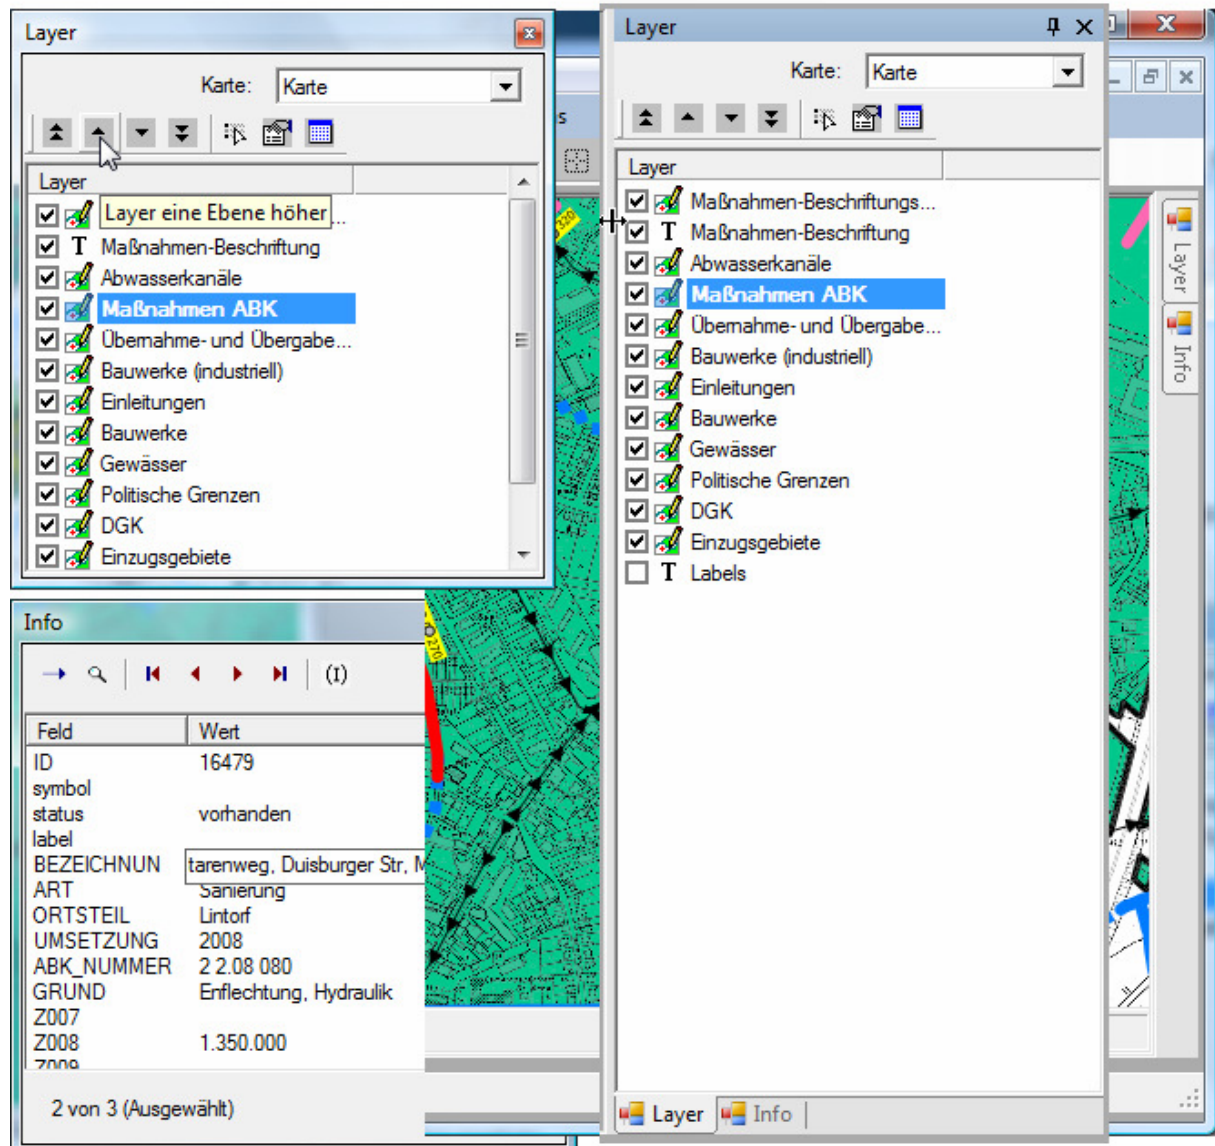 Layer
Karte: Karte
Layer
Layer eine Ebene höher
...
T Maßnahmen-Beschriftung
Abwasserkanäle
Maßnahmen ABK
Übernahme- und Übergabe...
Bauwerke (industriell)
Einleitungen
Bauwerke
Gewässer
Politische Grenzen
DGK
Einzugsgebiete
Info
(I)
Feld Wert
ID 16479
symbol
status vorhanden
label
BEZEICHNUN tarenweg, Duisburger Str, M
ART Sanierung
ORTSTEIL Lintorf
UMSETZUNG 2008
ABK_NUMMER 2 2.08 080
GRUND Enflechtung, Hydraulik
Z007
Z008 1.350.000
Z009
2 von 3 (Ausgewählt)
s
320
270
Layer
Karte: Karte
Layer
Maßnahmen-Beschriftungs...
T Maßnahmen-Beschriftung
Abwasserkanäle
Maßnahmen ABK
Übernahme- und Übergabe...
Bauwerke (industriell)
Einleitungen
Bauwerke
Gewässer
Politische Grenzen
DGK
Einzugsgebiete
T Labels
Layer Info
Layer
Info